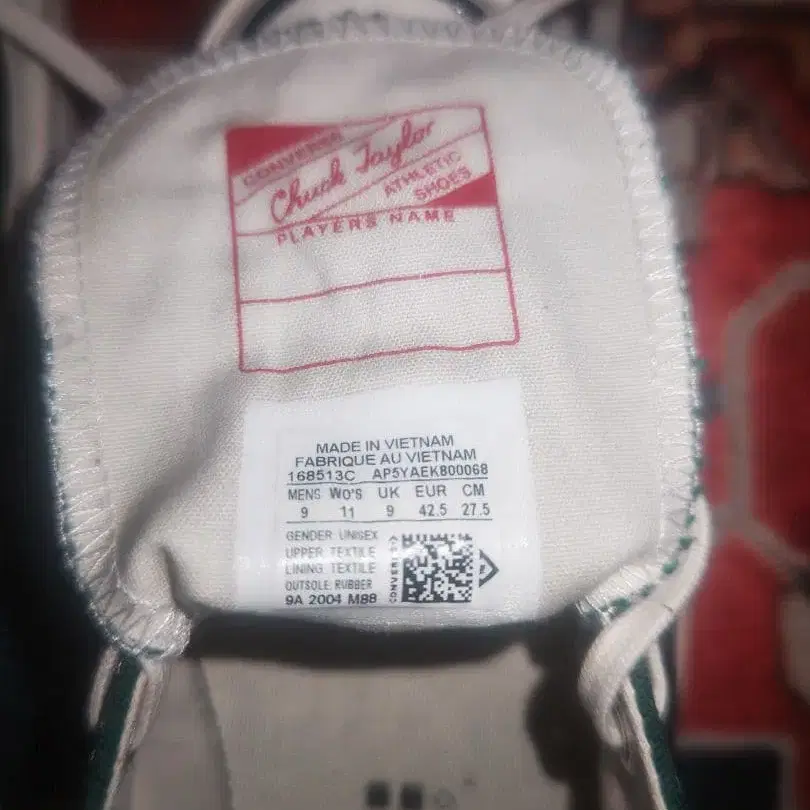 CONVERSE
Chuck Taylor
ATHLETIC
SHOES
PLAYERS NAME
MADE IN VIETNAM
FABRIQUE AU VIETNAM
168513C AP5YAEK800068
MENS Wo's UK EUR CM
9 11 9 42.5 27.5
GENDER: UNISEX
UPPER: TEXTILE
LINING: TEXTILE
OUTSOLE: RUBBER
9A 2004 M88
CONVERSE